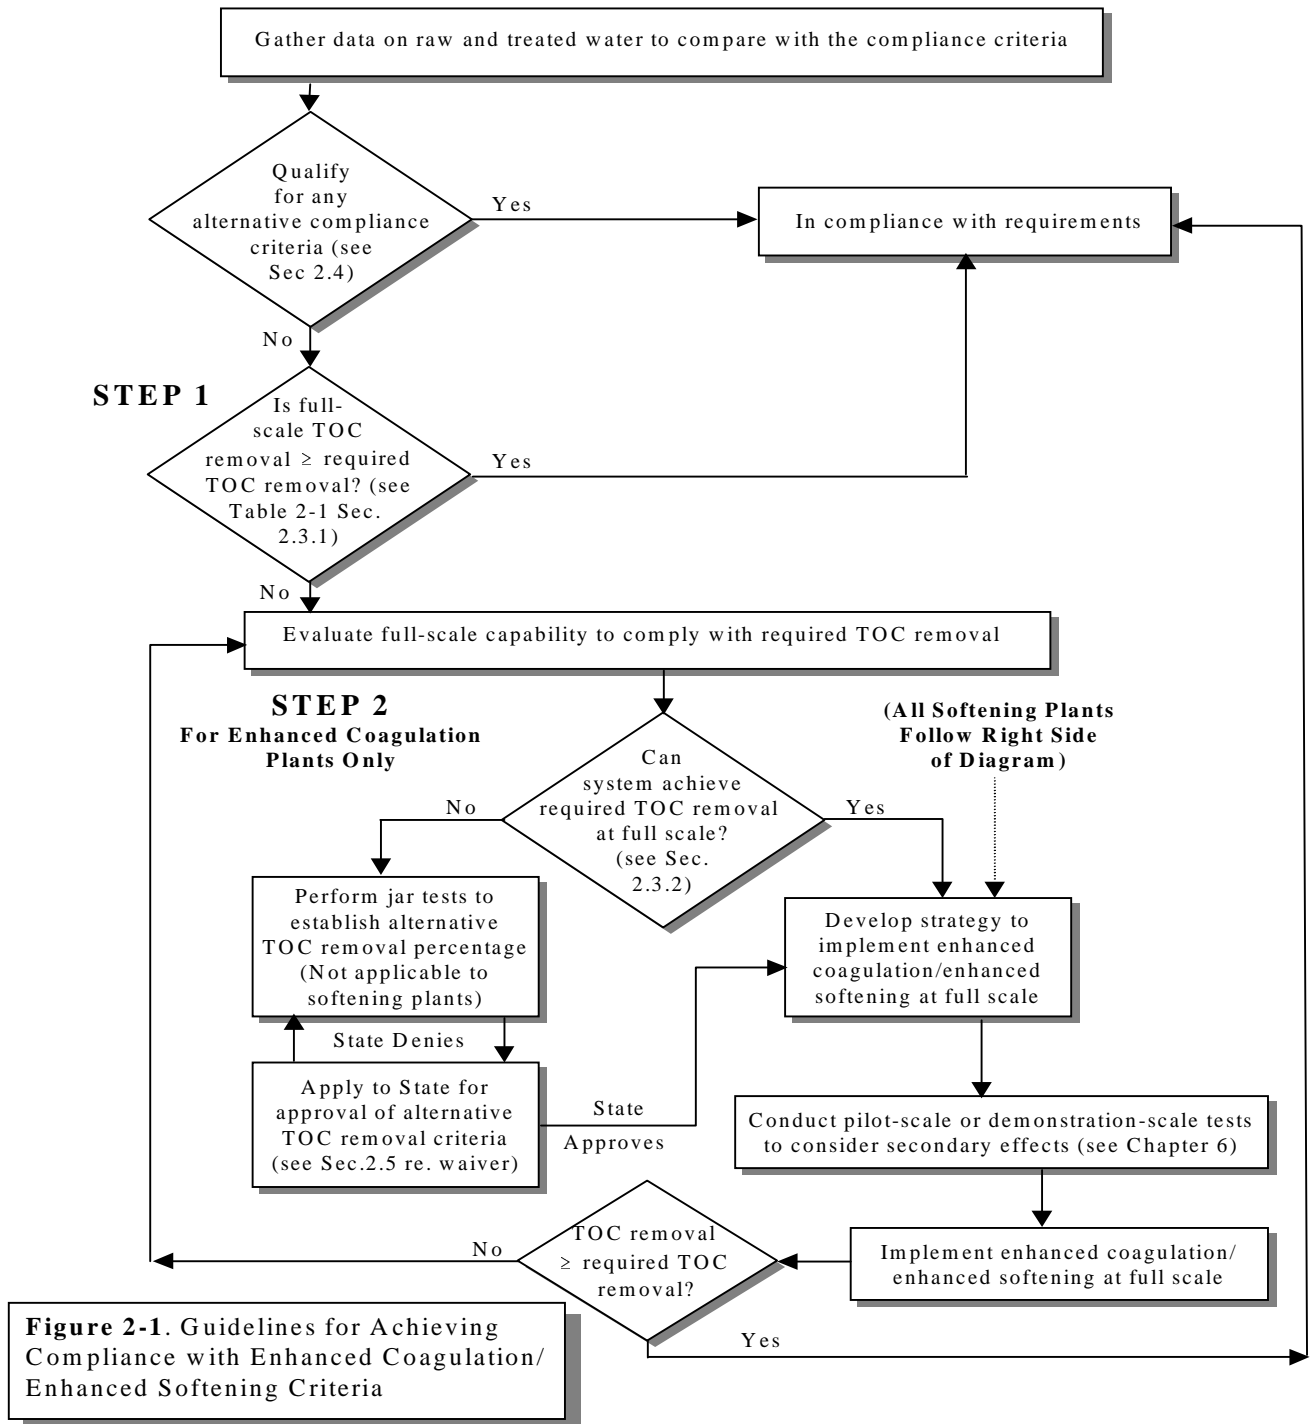 Gather data on raw and treated water to compare with the compliance criteria
Qualify
for any
alternative compliance
criteria (see
Sec 2.4)
Yes
In compliance with requirements
No
STEP 1
Is full-
scale TOC
removal ≥ required
TOC removal? (see
Table 2-1 Sec.
2.3.1)
Yes
No
Evaluate full-scale capability to comply with required TOC removal
STEP 2
For Enhanced Coagulation
Plants Only
(All Softening Plants
Follow Right Side
of Diagram)
Can
system achieve
required TOC removal
at full scale?
(see Sec.
2.3.2)
No
Yes
Perform jar tests to
establish alternative
TOC removal percentage
(Not applicable to
softening plants)
Develop strategy to
implement enhanced
coagulation/enhanced
softening at full scale
State Denies
Apply to State for
approval of alternative
TOC removal criteria
(see Sec.2.5 re. waiver)
State
Approves
Conduct pilot-scale or demonstration-scale tests
to consider secondary effects (see Chapter 6)
TOC removal
≥ required TOC
removal?
No
Implement enhanced coagulation/
enhanced softening at full scale
Yes
Figure 2-1. Guidelines for Achieving
Compliance with Enhanced Coagulation/
Enhanced Softening Criteria